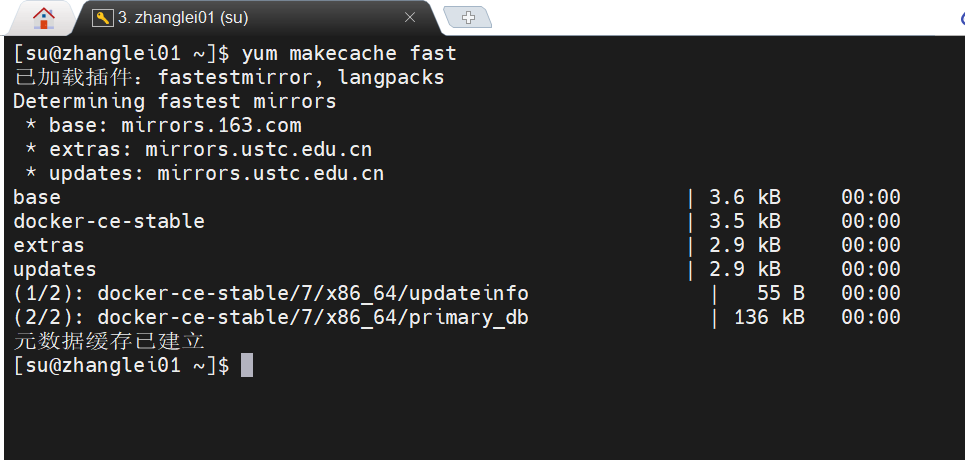 3. zhanglei01 (su)
[su@zhanglei01 ~]$ yum makecache fast
已加载插件：fastestmirror, langpacks
Determining fastest mirrors
 * base: mirrors.163.com
 * extras: mirrors.ustc.edu.cn
 * updates: mirrors.ustc.edu.cn
base | 3.6 kB 00:00
docker-ce-stable | 3.5 kB 00:00
extras | 2.9 kB 00:00
updates | 2.9 kB 00:00
(1/2): docker-ce-stable/7/x86_64/updateinfo | 55 B 00:00
(2/2): docker-ce-stable/7/x86_64/primary_db | 136 kB 00:00
元数据缓存已建立
[su@zhanglei01 ~]$